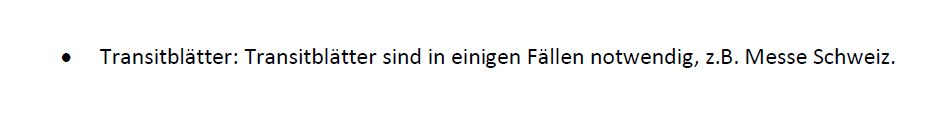 • Transitblätter: Transitblätter sind in einigen Fällen notwendig, z.B. Messe Schweiz.